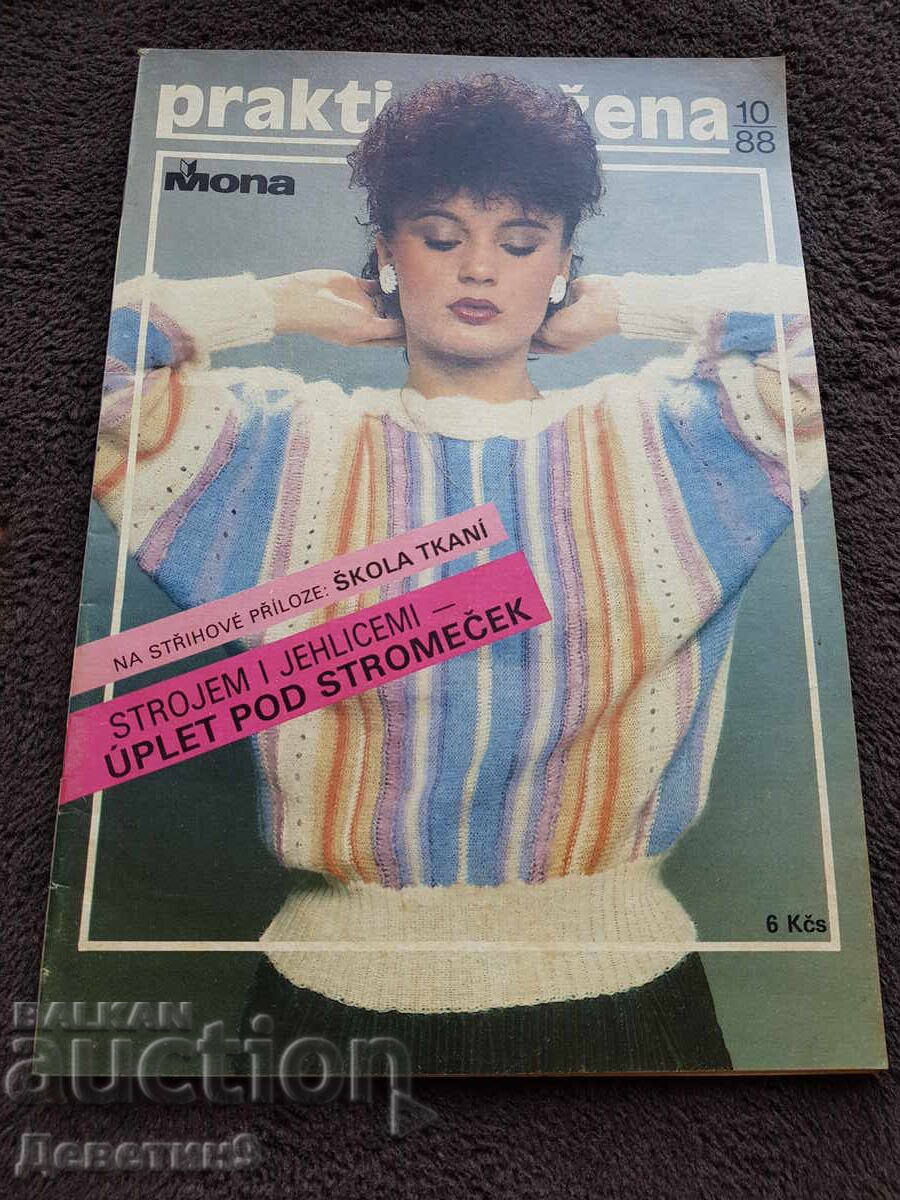 prakti žena
10
88
Mona
NA STŘIHOVÉ PŘÍLOZE: ŠKOLA TKANÍ
STROJEM I JEHLICEMI –
ÚPLET POD STROMEČEK
6 Kčs
BALKAN
auction
Деветин9